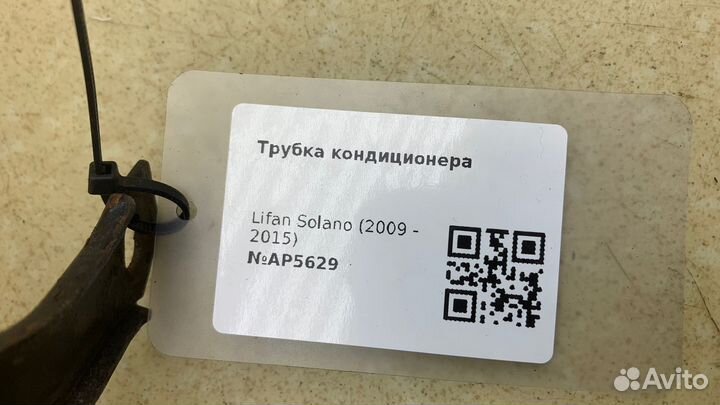 Трубка кондиционера
Lifan Solano (2009 -
2015)
№AP5629
Avito